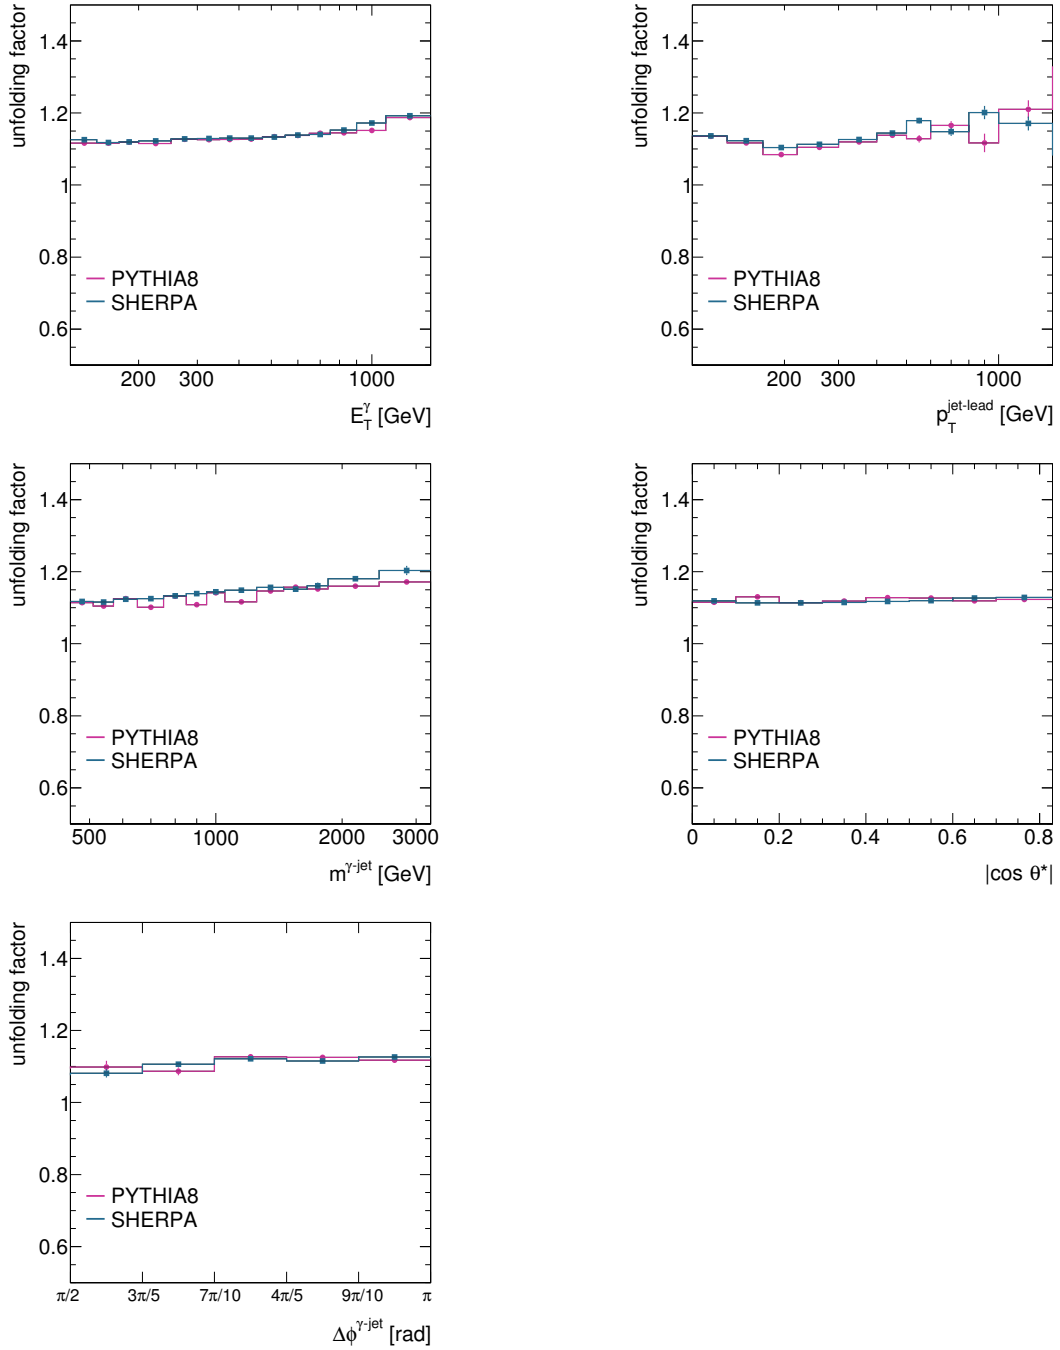 unfolding factor
1.4
1.2
1
0.8
0.6
PYTHIA8
SHERPA
200 300 1000
E_T^γ [GeV]
unfolding factor
1.4
1.2
1
0.8
0.6
PYTHIA8
SHERPA
200 300 1000
p_T^jet-lead [GeV]
unfolding factor
1.4
1.2
1
0.8
0.6
PYTHIA8
SHERPA
500 1000 2000 3000
m^γ-jet [GeV]
unfolding factor
1.4
1.2
1
0.8
0.6
PYTHIA8
SHERPA
0 0.2 0.4 0.6 0.8
|cos θ*|
unfolding factor
1.4
1.2
1
0.8
0.6
PYTHIA8
SHERPA
π/2 3π/5 7π/10 4π/5 9π/10 π
Δϕ^γ-jet [rad]